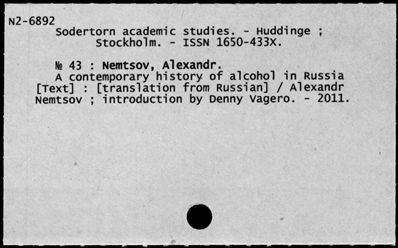 N2-6892
Sodertorn academic studies. - Huddinge ;
Stockholm. - ISSN 1650-433X.
№ 43 : Nemtsov, Alexandr.
A contemporary history of alcohol in Russia
[Text] : [translation from Russian] / Alexandr
Nemtsov ; introduction by Denny Vagero. - 2011.